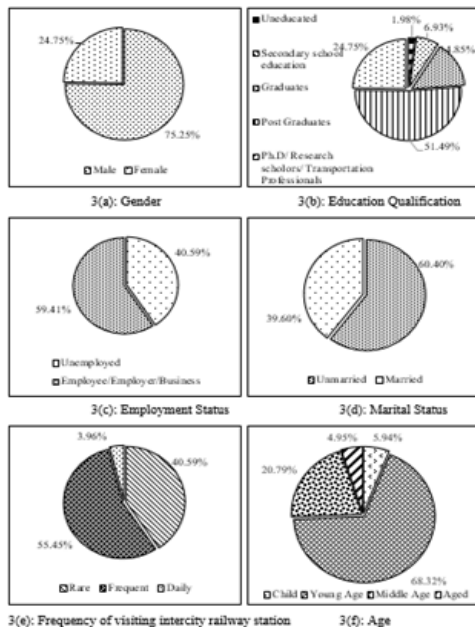 24.75%
75.25%
Male Female
3(a): Gender
Uneducated
Secondary school
education
Graduates
Post Graduates
Ph.D/ Research
scholors/ Transportation
Professionals
1.98%
6.93%
4.85%
24.75%
51.49%
3(b): Education Qualification
40.59%
59.41%
Unemployed
Employee/Employer/Business
3(c): Employment Status
60.40%
39.60%
Unmarried Married
3(d): Marital Status
3.96%
40.59%
55.45%
Rare Frequent Daily
3(e): Frequency of visiting intercity railway station
4.95% 5.94%
20.79%
68.32%
Child Young Age Middle Age Aged
3(f): Age